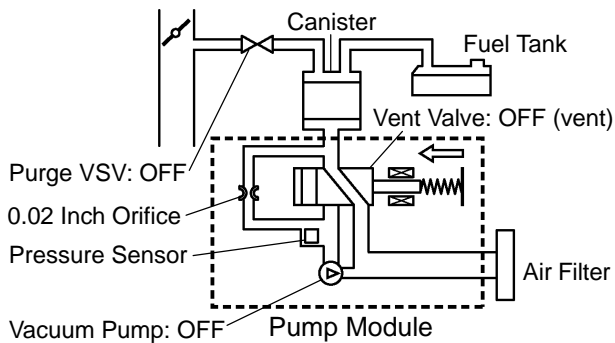 Canister
Fuel Tank
Vent Valve: OFF (vent)
Purge VSV: OFF
0.02 Inch Orifice
Pressure Sensor
Air Filter
Vacuum Pump: OFF
Pump Module